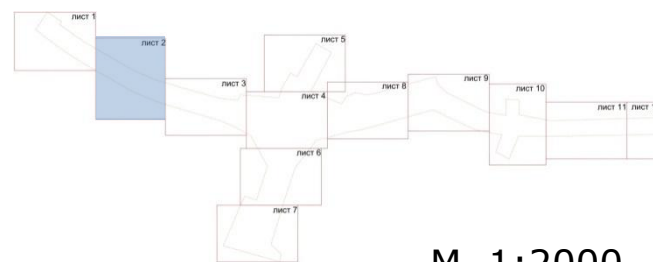 лист 1
лист 2
лист 3
лист 5
лист 4
лист 8
лист 9
лист 10
лист 11
лист 6
лист 7
М 1:2000